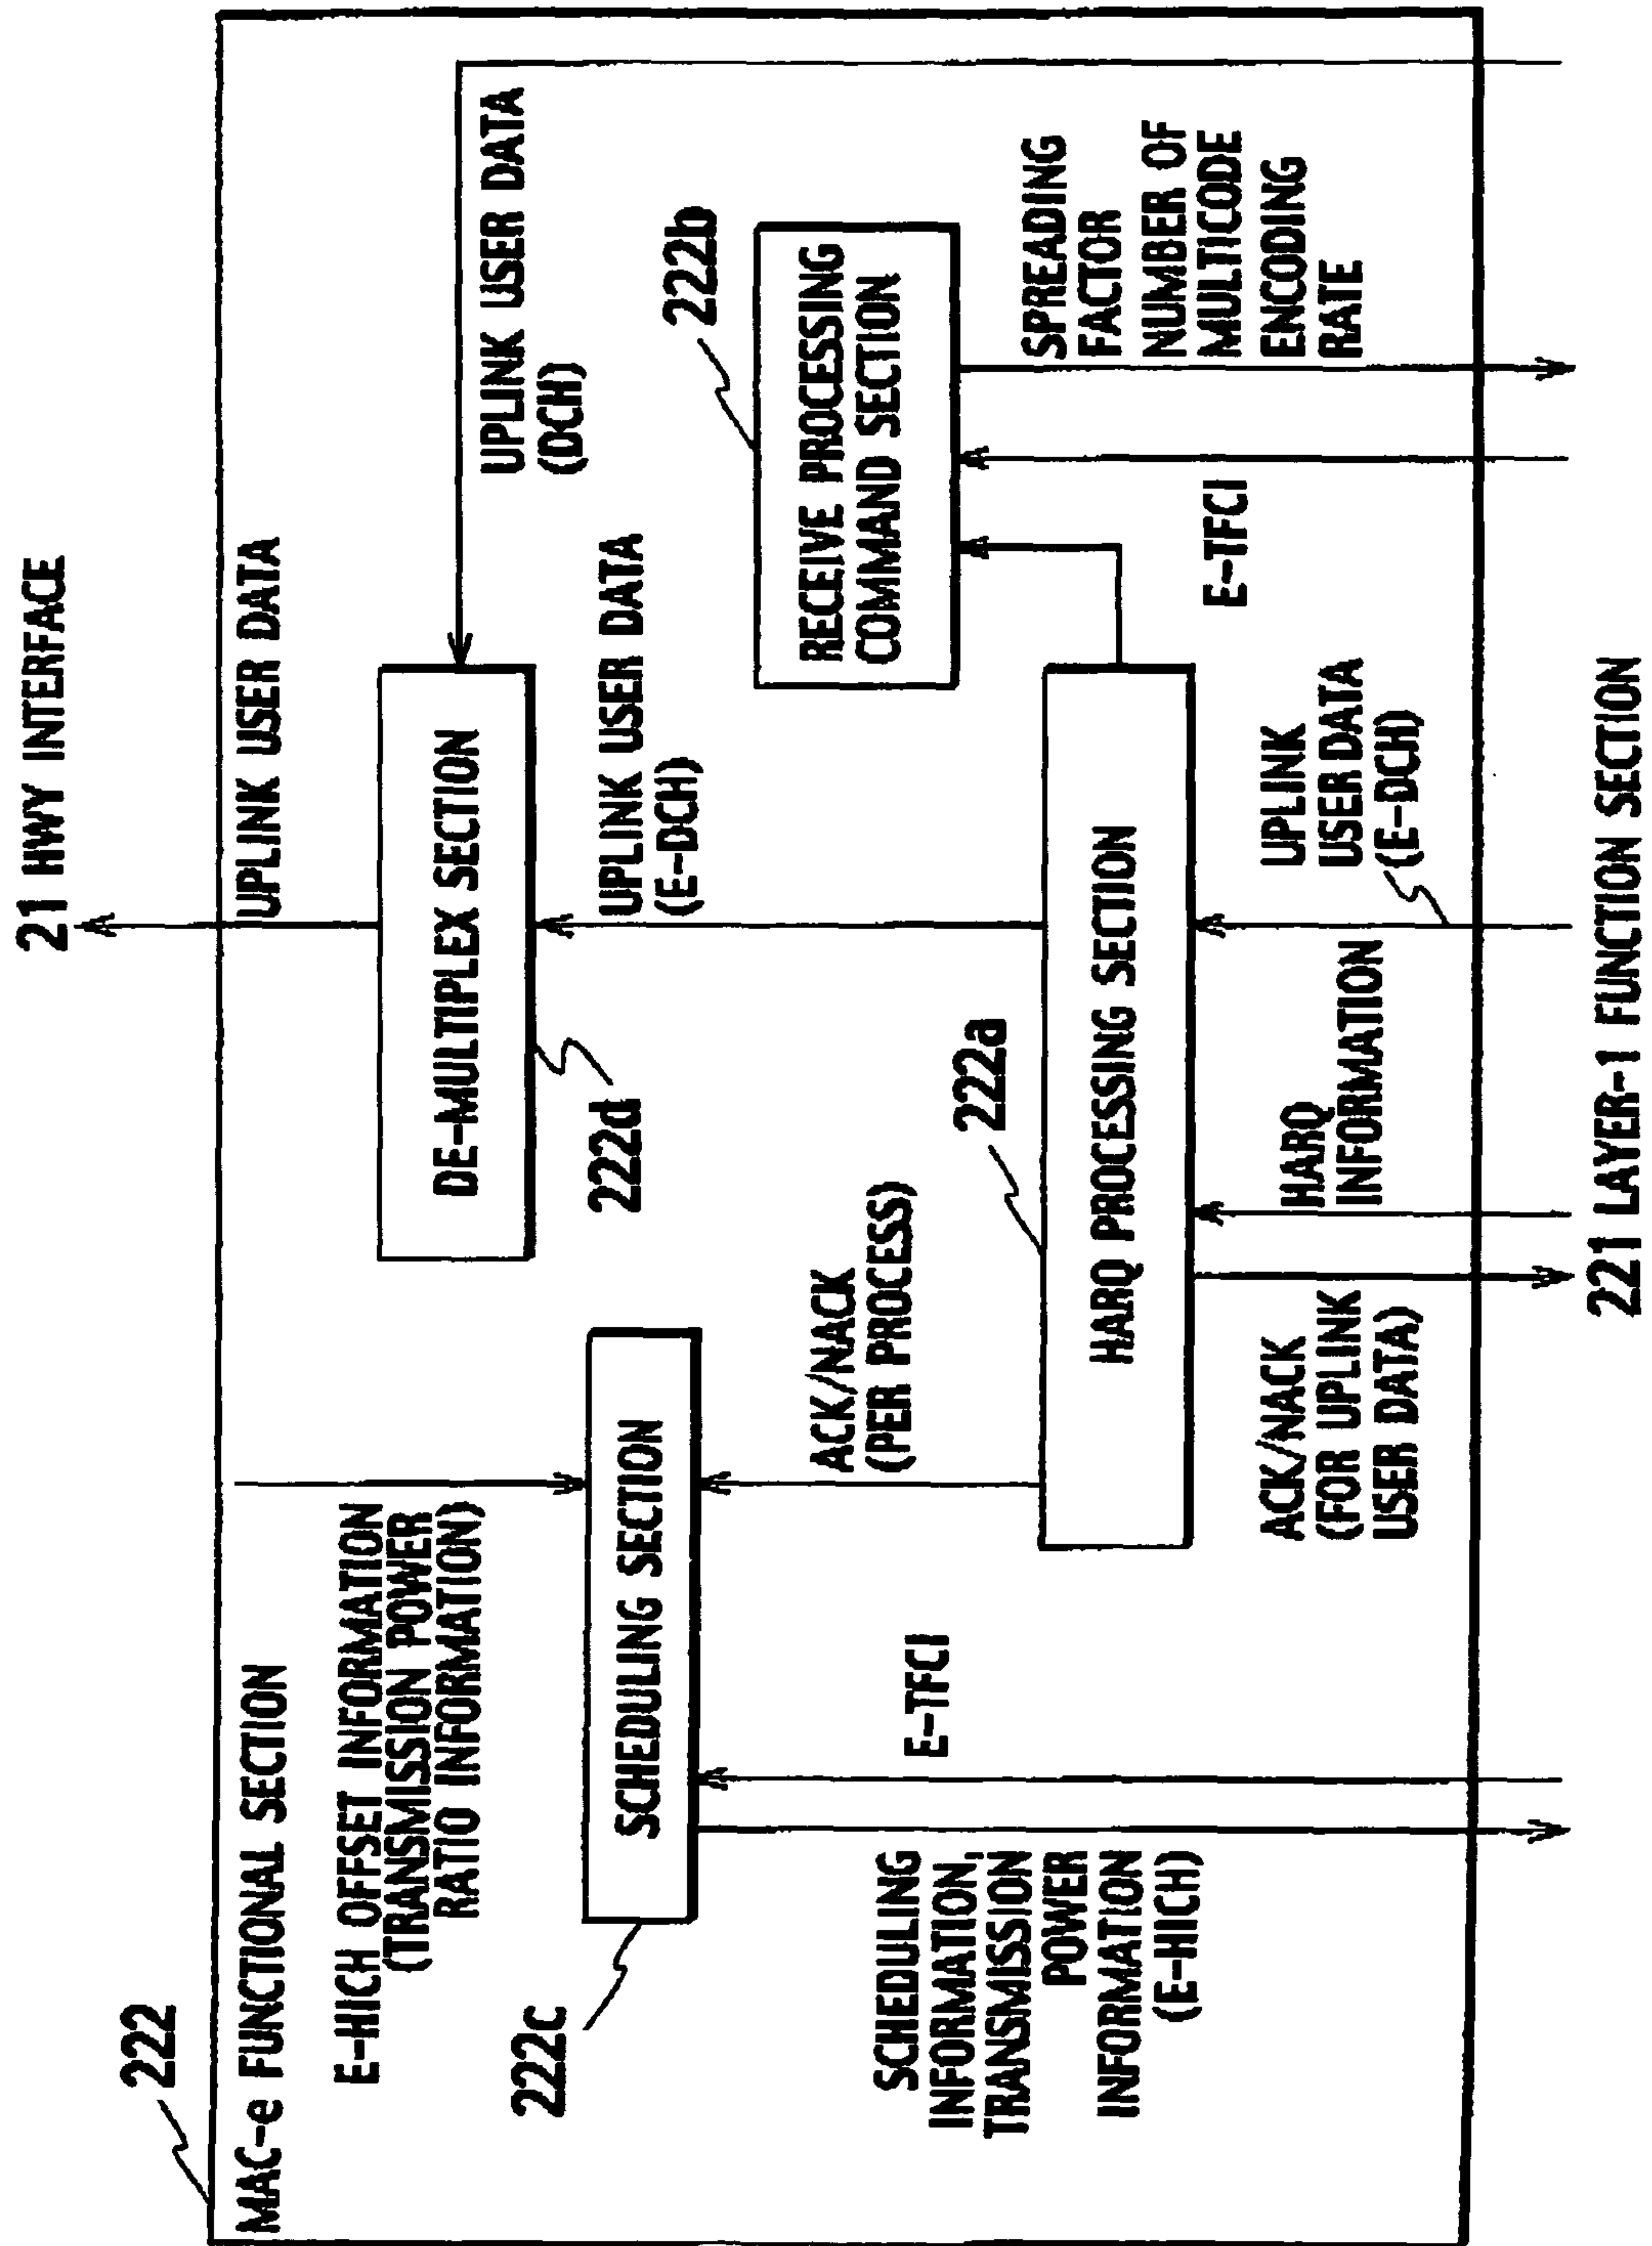 21 HWY INTERFACE
222
MAC-e FUNCTIONAL SECTION
UPLINK USER DATA
E-HICH OFFSET INFORMATION
(TRANSMISSION POWER
RATIO INFORMATION)
DE-MULTIPLEX SECTION
UPLINK USER DATA
(DCH)
222d
222c
SCHEDULING SECTION
UPLINK USER DATA
(E-DCH)
222b
RECEIVE PROCESSING
COMMAND SECTION
ACK/NACK
(PER PROCESS)
222a
SCHEDULING
INFORMATION,
TRANSMISSION
POWER
INFORMATION
(E-HICH)
E-TFCI
HARQ PROCESSING SECTION
E-TFCI
SPREADING
FACTOR
NUMBER OF
MULTICODE
ENCODING
RATE
ACK/NACK
(FOR UPLINK
USER DATA)
HARQ
INFORMATION
UPLINK
USER DATA
(E-DCH)
221 LAYER-1 FUNCTION SECTION